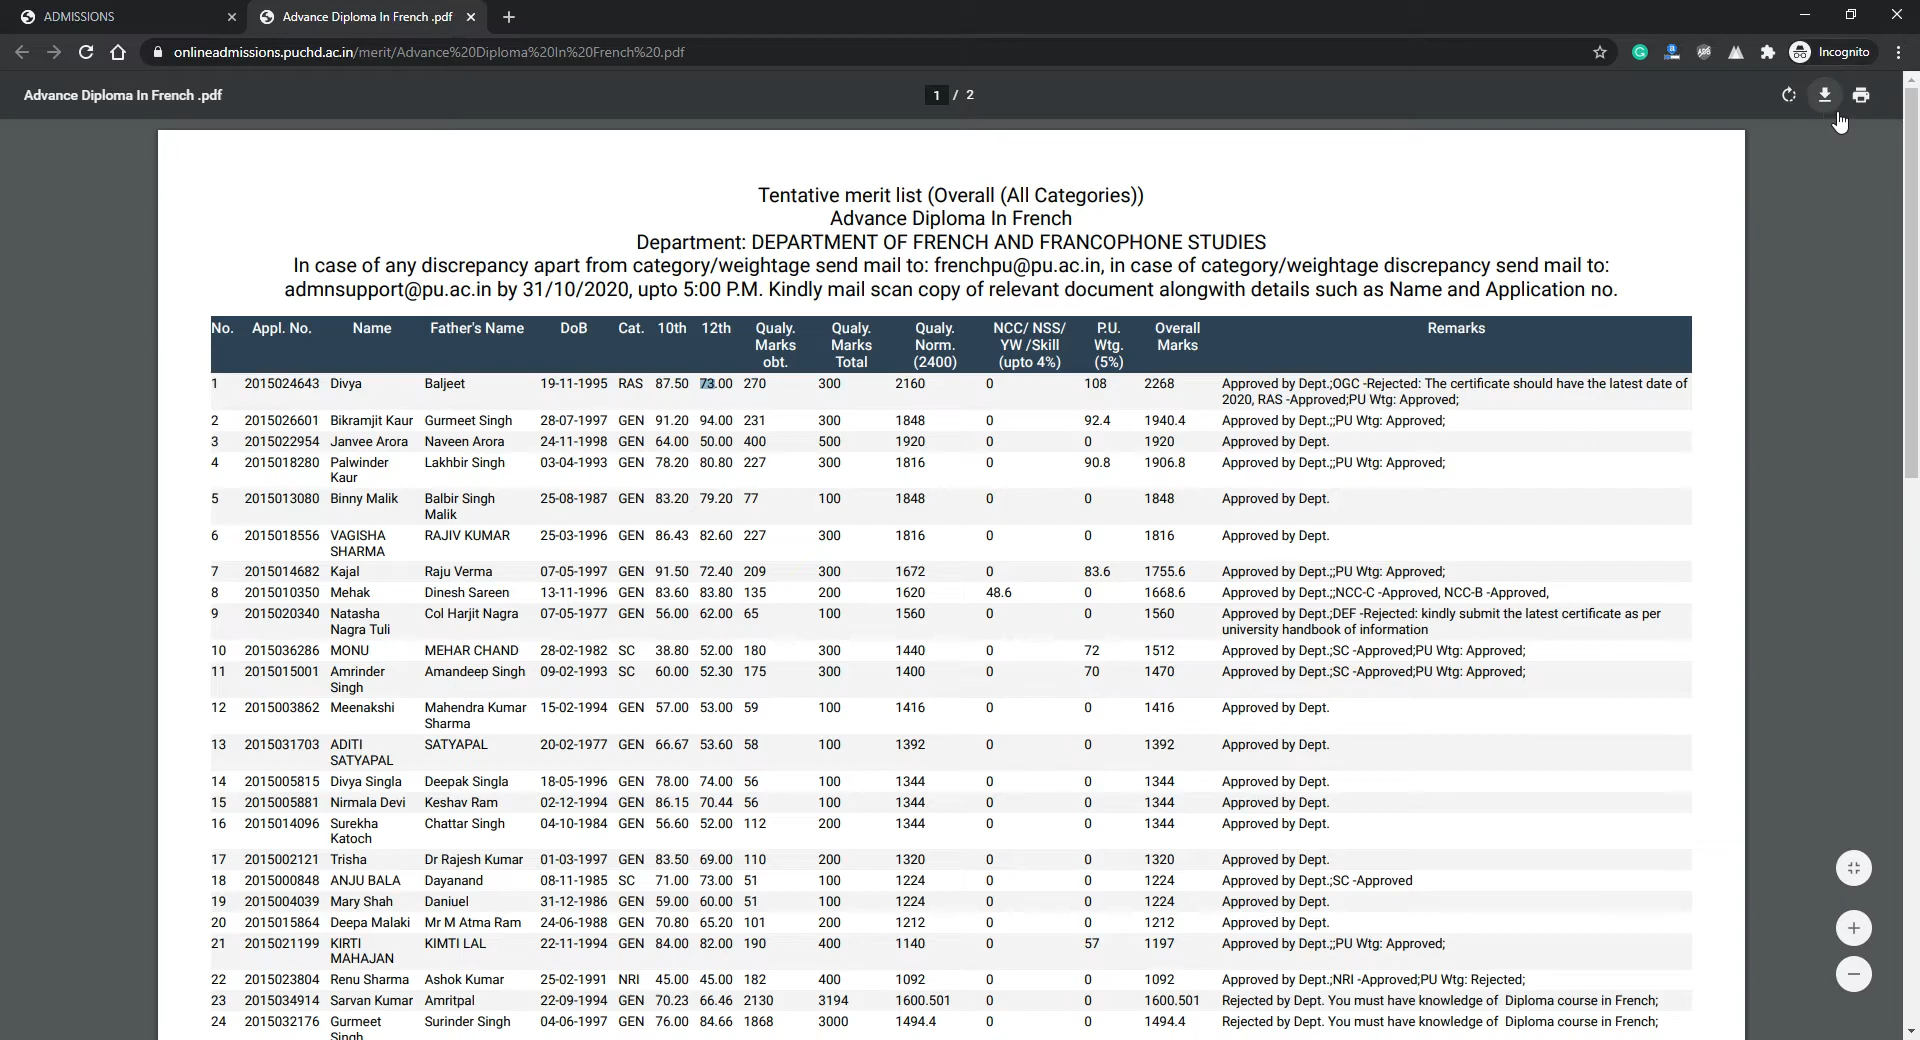 ADMISSIONS
Advance Diploma In French .pdf
onlineadmissions.puchd.ac.in/merit/Advance%20Diploma%20In%20French%20.pdf
Incognito
Advance Diploma In French .pdf
1 / 2
Tentative merit list (Overall (All Categories))
Advance Diploma In French
Department: DEPARTMENT OF FRENCH AND FRANCOPHONE STUDIES
In case of any discrepancy apart from category/weightage send mail to: frenchpu@pu.ac.in, in case of category/weightage discrepancy send mail to:
admnsupport@pu.ac.in by 31/10/2020, upto 5:00 P.M. Kindly mail scan copy of relevant document alongwith details such as Name and Application no.
No. Appl. No. Name Father's Name DoB Cat. 10th 12th Qualy. Qualy. Qualy. NCC/ NSS/ P.U. Overall Remarks
Marks Marks Norm. YW /Skill Wtg. Marks
obt. Total (2400) (upto 4%) (5%)
1 2015024643 Divya Baljeet 19-11-1995 RAS 87.50 73.00 270 300 2160 0 108 2268 Approved by Dept.;OGC -Rejected: The certificate should have the latest date of
2020, RAS -Approved;PU Wtg: Approved;
2 2015026601 Bikramjit Kaur Gurmeet Singh 28-07-1997 GEN 91.20 94.00 231 300 1848 0 92.4 1940.4 Approved by Dept.;;PU Wtg: Approved;
3 2015022954 Janvee Arora Naveen Arora 24-11-1998 GEN 64.00 50.00 400 500 1920 0 0 1920 Approved by Dept.
4 2015018280 Palwinder Lakhbir Singh 03-04-1993 GEN 78.20 80.80 227 300 1816 0 90.8 1906.8 Approved by Dept.;;PU Wtg: Approved;
Kaur
5 2015013080 Binny Malik Balbir Singh 25-08-1987 GEN 83.20 79.20 77 100 1848 0 0 1848 Approved by Dept.
Malik
6 2015018556 VAGISHA RAJIV KUMAR 25-03-1996 GEN 86.43 82.60 227 300 1816 0 0 1816 Approved by Dept.
SHARMA
7 2015014682 Kajal Raju Verma 07-05-1997 GEN 91.50 72.40 209 300 1672 0 83.6 1755.6 Approved by Dept.;;PU Wtg: Approved;
8 2015010350 Mehak Dinesh Sareen 13-11-1996 GEN 83.60 83.80 135 200 1620 48.6 0 1668.6 Approved by Dept.;;NCC-C -Approved, NCC-B -Approved,
9 2015020340 Natasha Col Harjit Nagra 07-05-1977 GEN 56.00 62.00 65 100 1560 0 0 1560 Approved by Dept.;DEF -Rejected: kindly submit the latest certificate as per
Nagra Tuli university handbook of information
10 2015036286 MONU MEHAR CHAND 28-02-1982 SC 38.80 52.00 180 300 1440 0 72 1512 Approved by Dept.;SC -Approved;PU Wtg: Approved;
11 2015015001 Amrinder Amandeep Singh 09-02-1993 SC 60.00 52.30 175 300 1400 0 70 1470 Approved by Dept.;SC -Approved;PU Wtg: Approved;
Singh
12 2015003862 Meenakshi Mahendra Kumar 15-02-1994 GEN 57.00 53.00 59 100 1416 0 0 1416 Approved by Dept.
Sharma
13 2015031703 ADITI SATYAPAL 20-02-1977 GEN 66.67 53.60 58 100 1392 0 0 1392 Approved by Dept.
SATYAPAL
14 2015005815 Divya Singla Deepak Singla 18-05-1996 GEN 78.00 74.00 56 100 1344 0 0 1344 Approved by Dept.
15 2015005881 Nirmala Devi Keshav Ram 02-12-1994 GEN 86.15 70.44 56 100 1344 0 0 1344 Approved by Dept.
16 2015014096 Surekha Chattar Singh 04-10-1984 GEN 56.60 52.00 112 200 1344 0 0 1344 Approved by Dept.
Katoch
17 2015002121 Trisha Dr Rajesh Kumar 01-03-1997 GEN 83.50 69.00 110 200 1320 0 0 1320 Approved by Dept.
18 2015000848 ANJU BALA Dayanand 08-11-1985 SC 71.00 73.00 51 100 1224 0 0 1224 Approved by Dept.;SC -Approved
19 2015004039 Mary Shah Daniuel 31-12-1986 GEN 59.00 60.00 51 100 1224 0 0 1224 Approved by Dept.
20 2015015864 Deepa Malaki Mr M Atma Ram 24-06-1988 GEN 70.80 65.20 101 200 1212 0 0 1212 Approved by Dept.
21 2015021199 KIRTI KIMTI LAL 22-11-1994 GEN 84.00 82.00 190 400 1140 0 57 1197 Approved by Dept.;;PU Wtg: Approved;
MAHAJAN
22 2015023804 Renu Sharma Ashok Kumar 25-02-1991 NRI 45.00 45.00 182 400 1092 0 0 1092 Approved by Dept.;NRI -Approved;PU Wtg: Rejected;
23 2015034914 Sarvan Kumar Amritpal 22-09-1994 GEN 70.23 66.46 2130 3194 1600.501 0 0 1600.501 Rejected by Dept. You must have knowledge of Diploma course in French;
24 2015032176 Gurmeet Surinder Singh 04-06-1997 GEN 76.00 84.66 1868 3000 1494.4 0 0 1494.4 Rejected by Dept. You must have knowledge of Diploma course in French;
Singh